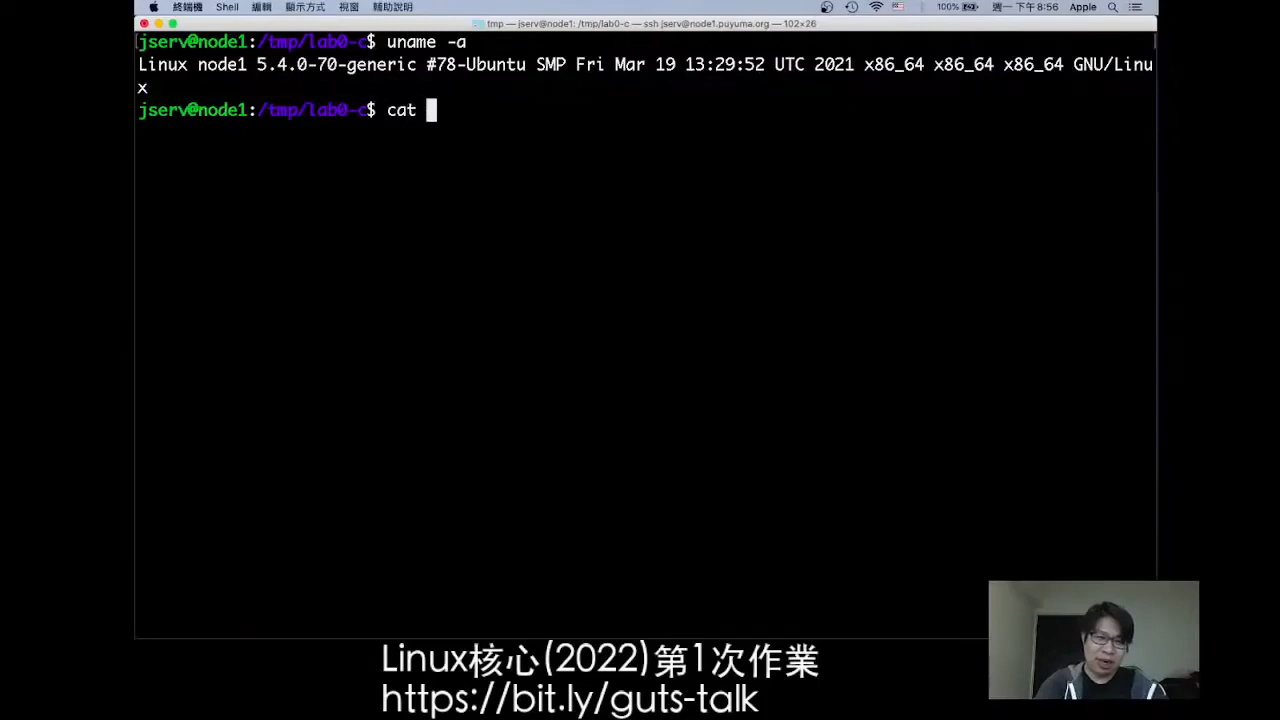 終端機 Shell 編輯 顯示方式 視窗 輔助說明 100% 週一 下午 8:56 Apple
tmp — jserv@node1: /tmp/lab0-c — ssh jserv@node1.puyuma.org — 102×26
jserv@node1:/tmp/lab0-c$ uname -a
Linux node1 5.4.0-70-generic #78-Ubuntu SMP Fri Mar 19 13:29:52 UTC 2021 x86_64 x86_64 x86_64 GNU/Linu
x
jserv@node1:/tmp/lab0-c$ cat
Linux核心(2022)第1次作業
https://bit.ly/guts-talk